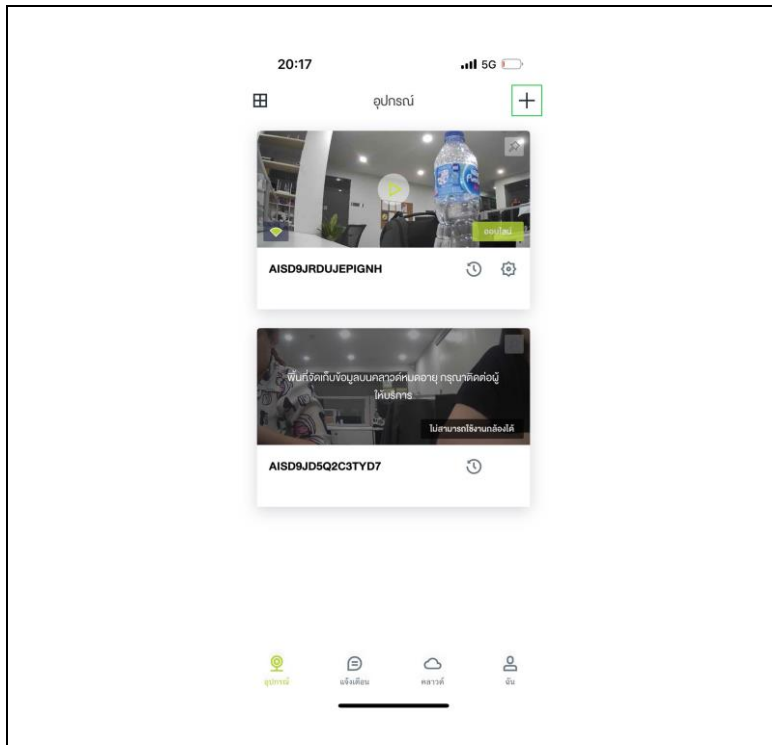 20:17
5G
อุปกรณ์
ออนไลน์
AISD9JRDUJEPIGNH
พื้นที่จัดเก็บข้อมูลบนคลาวด์หมดอายุ กรุณาติดต่อผู้
ให้บริการ
ไม่สามารถใช้งานกล้องได้
AISD9JD5Q2C3TYD7
อุปกรณ์ แจ้งเตือน คลาวด์ ฉัน